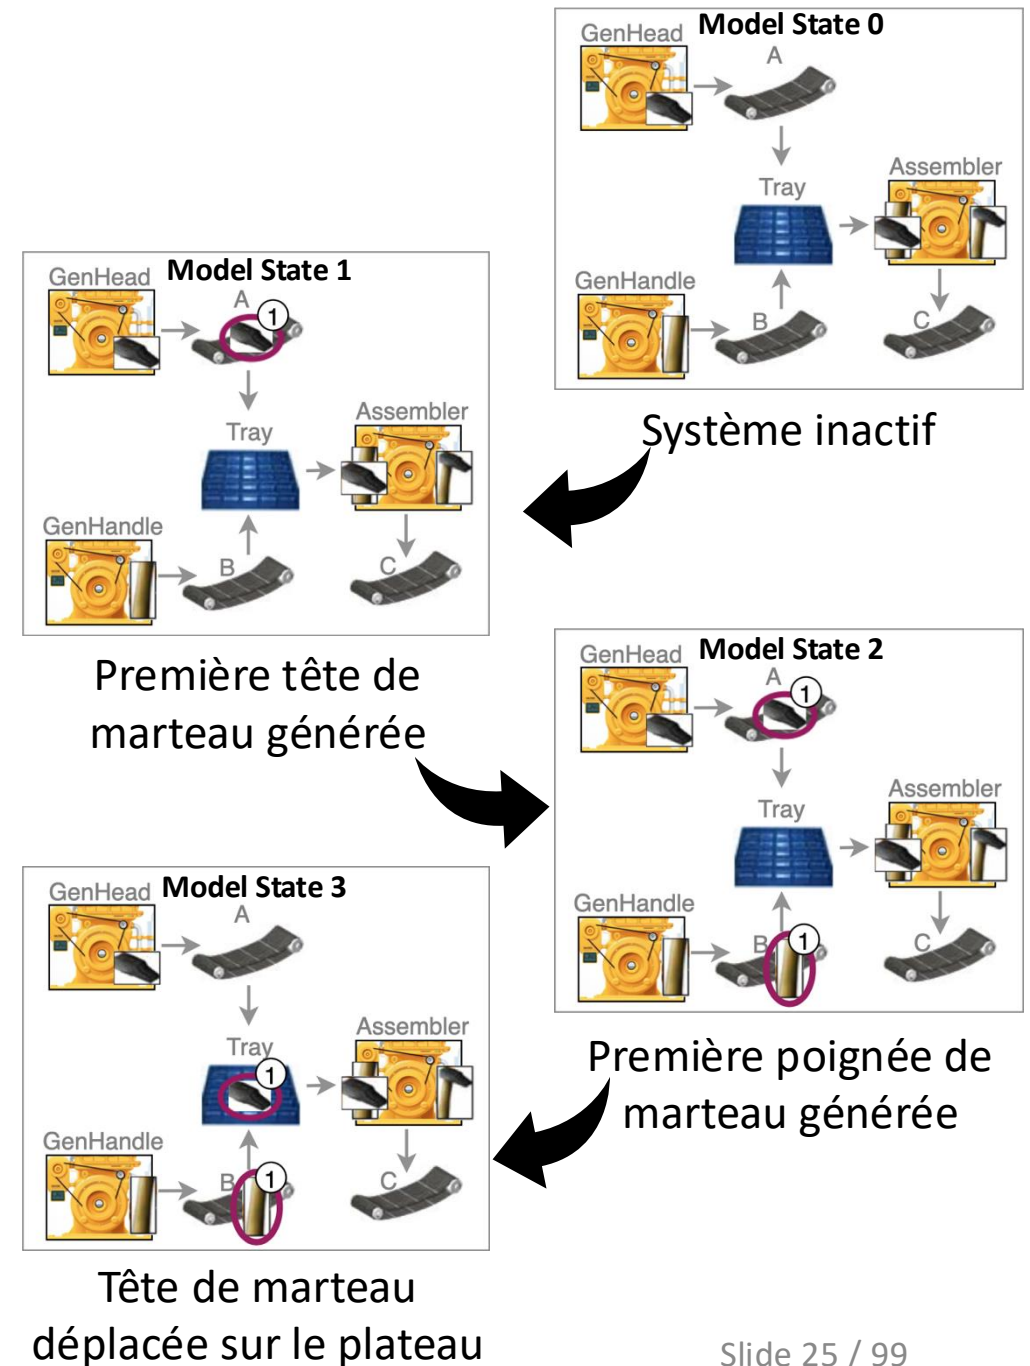 Model State 0
GenHead
A
Tray
Assembler
GenHandle
B
C
Système inactif
Model State 1
GenHead
A
1
Tray
Assembler
GenHandle
B
C
Première tête de
marteau générée
Model State 2
GenHead
A
1
Tray
Assembler
GenHandle
B
1
C
Première poignée de
marteau générée
Model State 3
GenHead
A
Tray
1
Assembler
GenHandle
B
1
C
Tête de marteau
déplacée sur le plateau
Slide 25 / 99